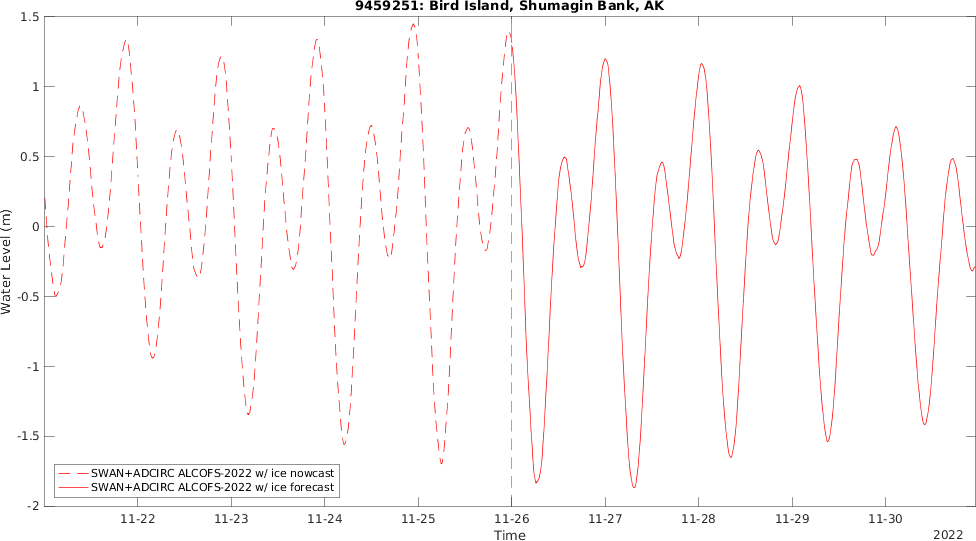 9459251: Bird Island, Shumagin Bank, AK
1.5
1
0.5
0
-0.5
-1
-1.5
-2
Water Level (m)
SWAN+ADCIRC ALCOFS-2022 w/ ice nowcast
SWAN+ADCIRC ALCOFS-2022 w/ ice forecast
11-22 11-23 11-24 11-25 11-26 11-27 11-28 11-29 11-30
Time
2022